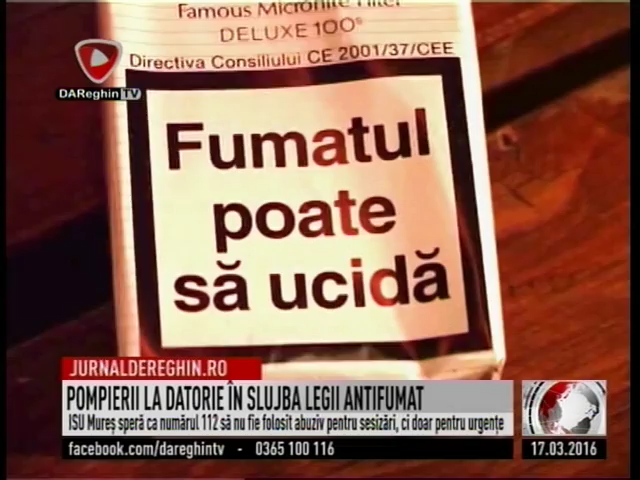 Famous Micronite Filter
DELUXE 100
Directiva Consiliului CE 2001/37/CEE
DAReghin TV
Fumatul
poate
să ucidă
JURNALDEREGHIN.RO
POMPIERII LA DATORIE ÎN SLUJBA LEGII ANTIFUMAT
ISU Mureș speră ca numărul 112 să nu fie folosit abuziv pentru sesizări, ci doar pentru urgențe
facebook.com/dareghintv - 0365 100 116
17.03.2016